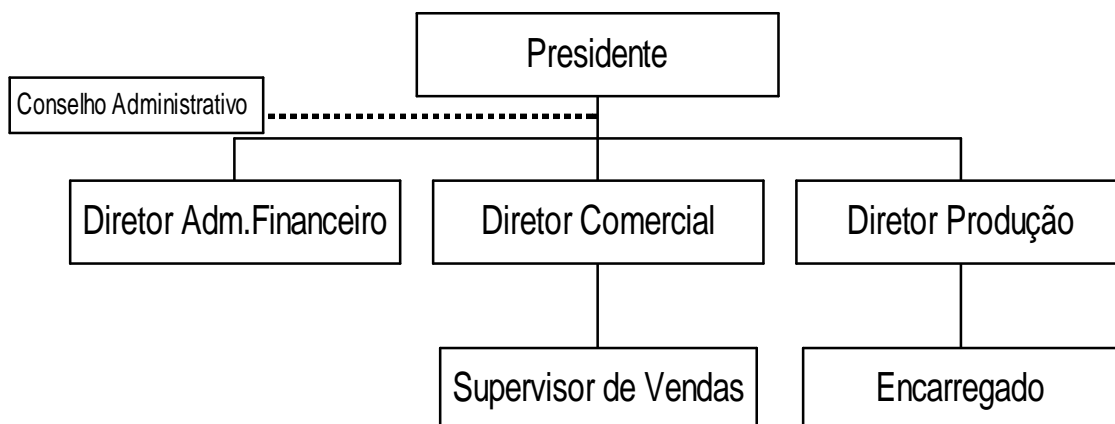 Presidente
Conselho Administrativo
Diretor Adm.Financeiro
Diretor Comercial
Diretor Produção
Supervisor de Vendas
Encarregado